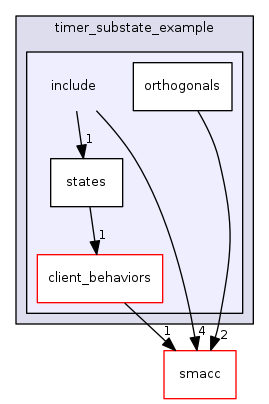 timer_substate_example
include
orthogonals
1
states
1
client_behaviors
1
4
2
smacc